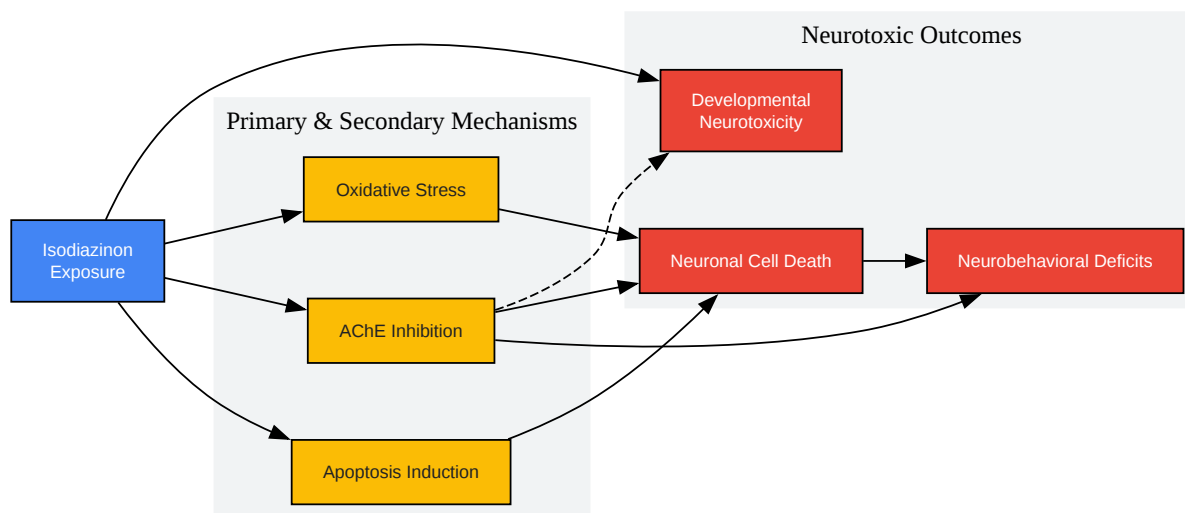 Neurotoxic Outcomes
Developmental
Neurotoxicity
Primary & Secondary Mechanisms
Oxidative Stress
Isodiazinon
Exposure
Neuronal Cell Death
Neurobehavioral Deficits
AChE Inhibition
Apoptosis Induction